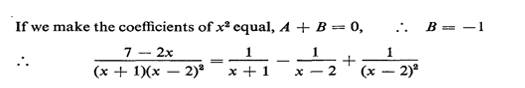 If we make the coefficients of x² equal, A + B = 0, ∴ B = −1
∴ (7 − 2x)/((x + 1)(x − 2)²) = 1/(x + 1) − 1/(x − 2) + 1/(x − 2)²